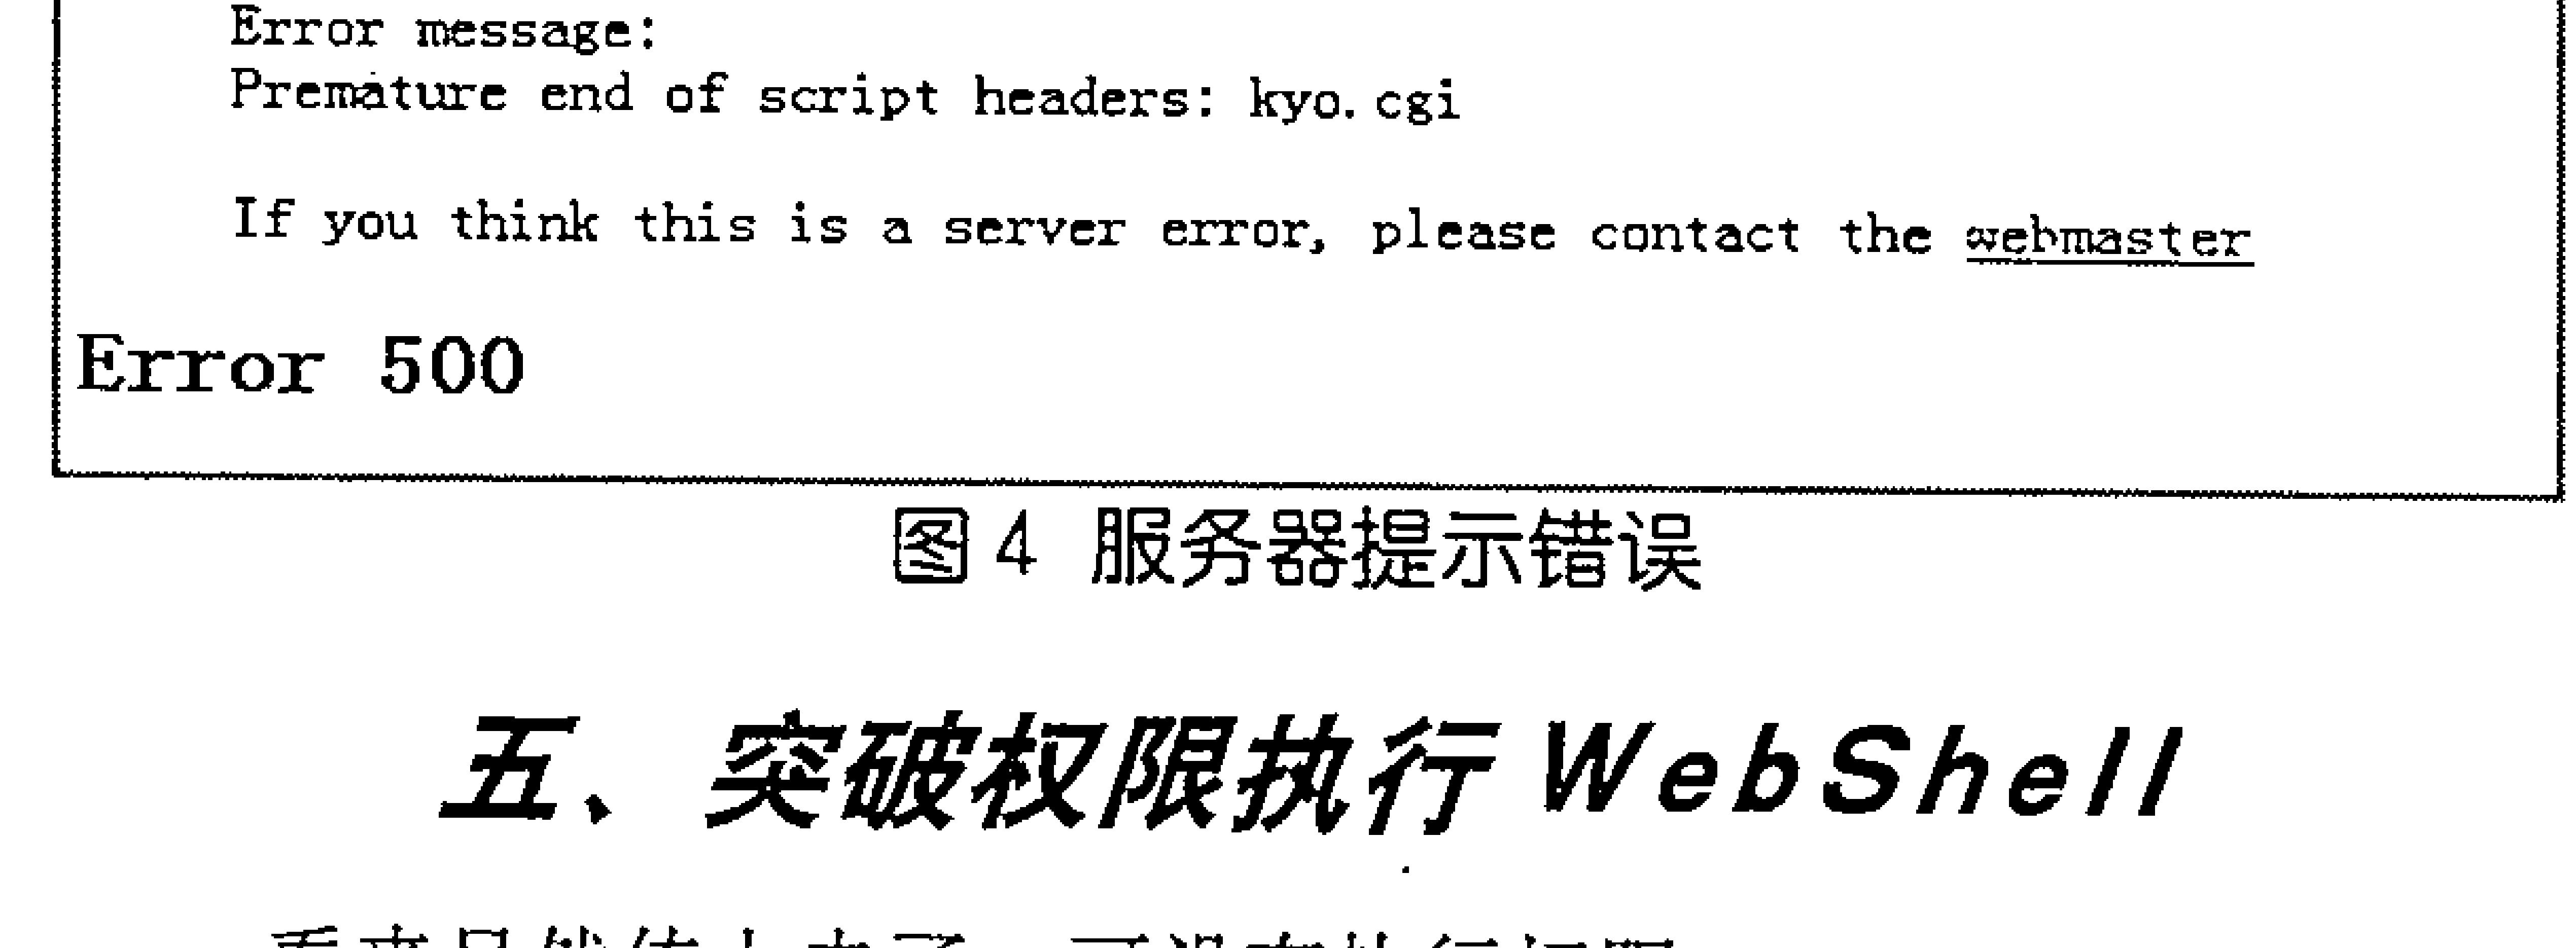 Error message:
Premature end of script headers: kyo.cgi
If you think this is a server error, please contact the webmaster
Error 500
图4 服务器提示错误
五、突破权限执行WebShell